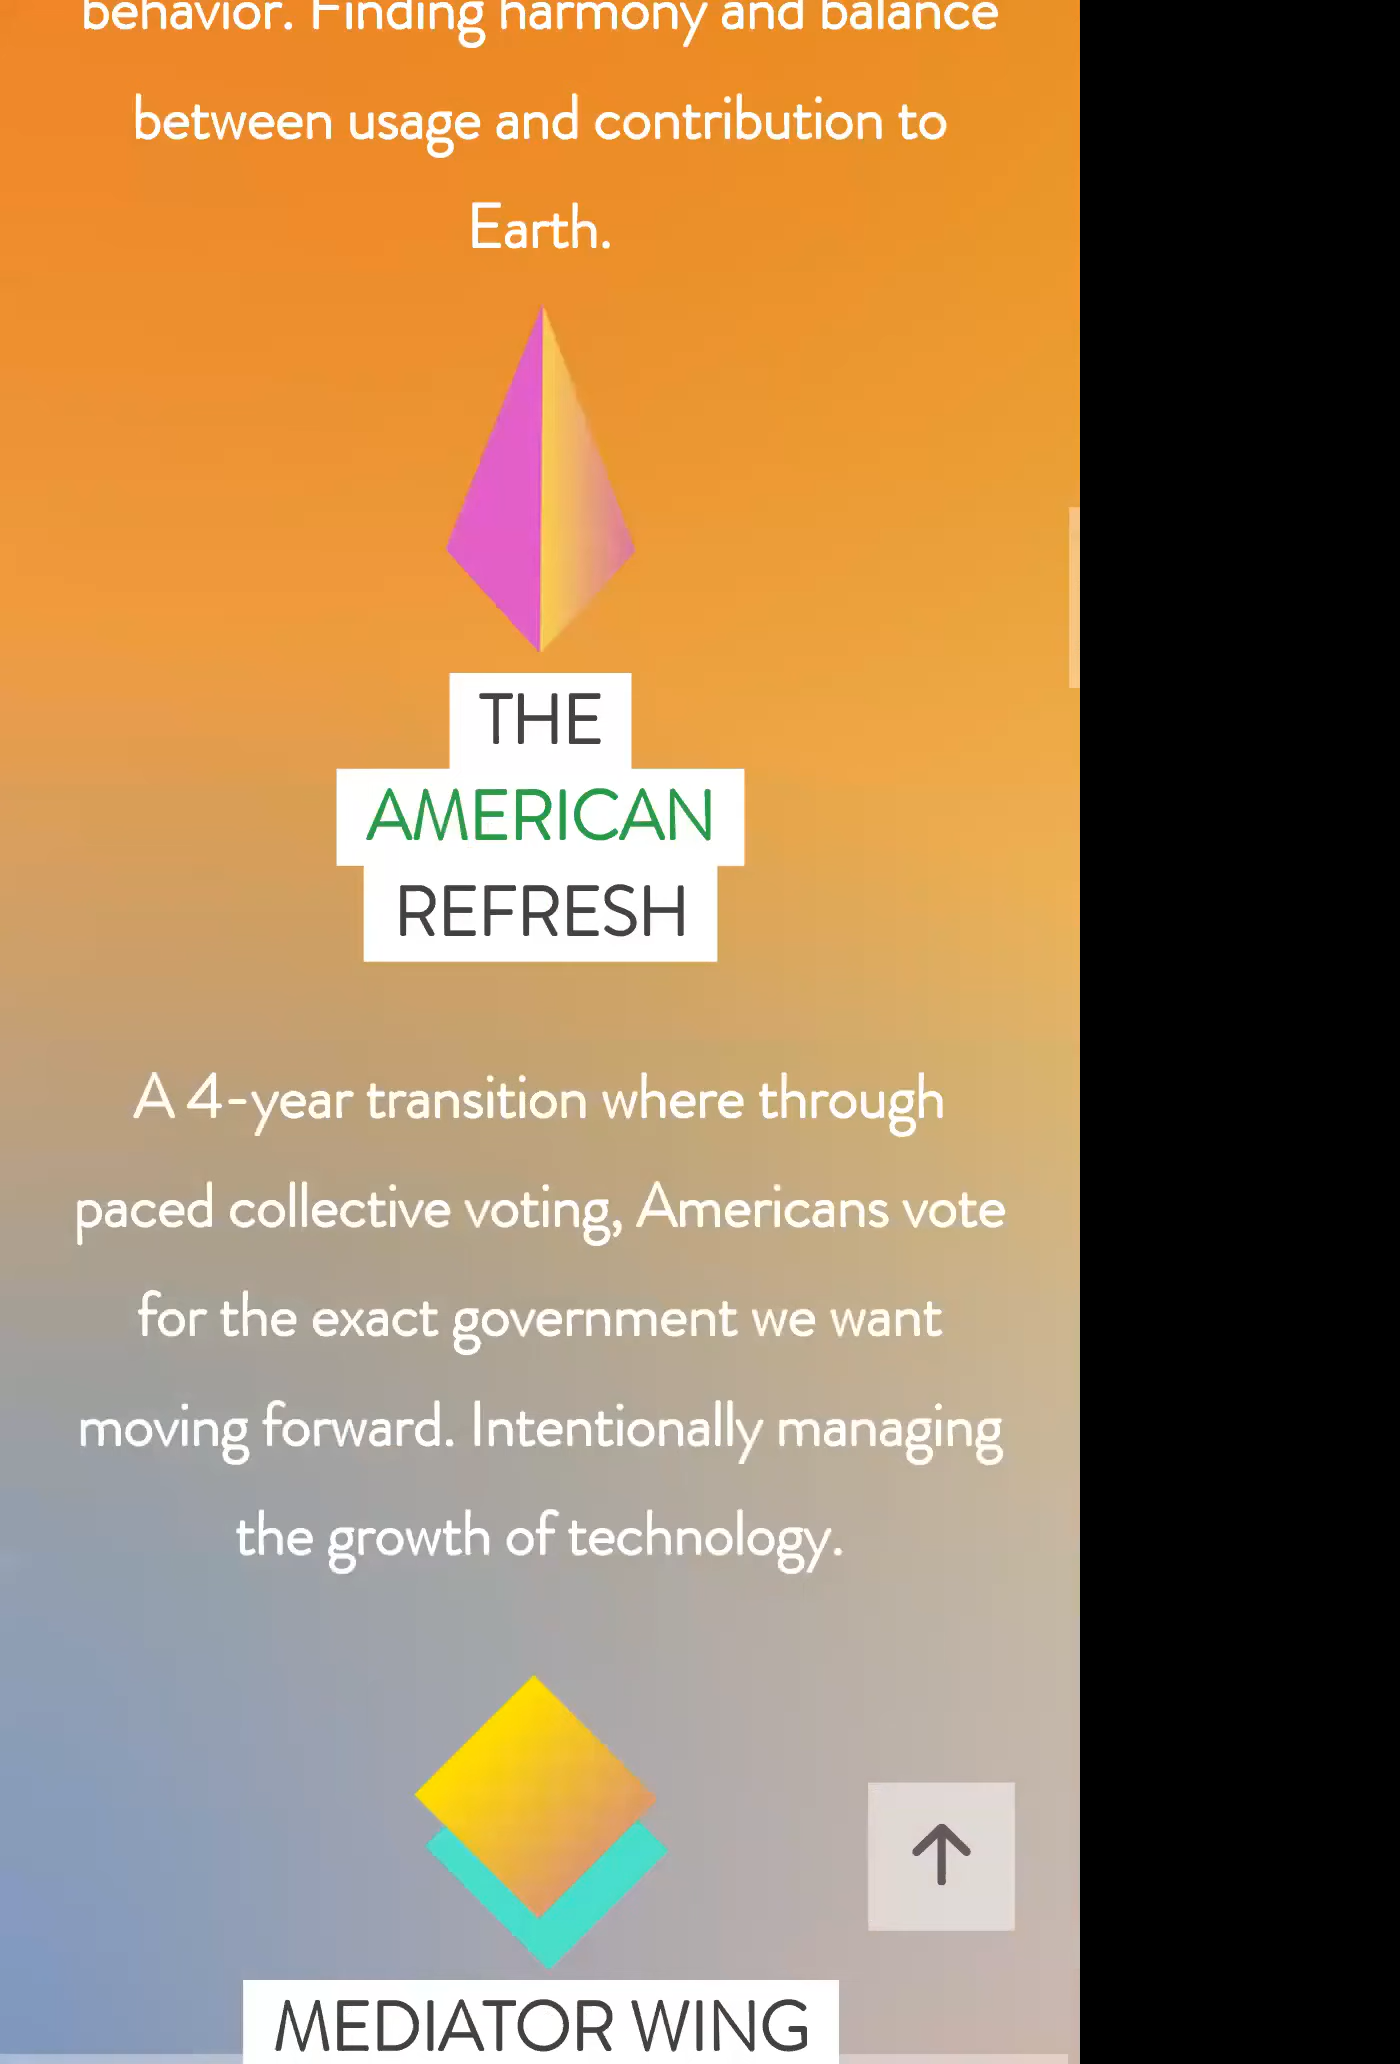 behavior. Finding harmony and balance
between usage and contribution to
Earth.
THE
AMERICAN
REFRESH
A 4-year transition where through
paced collective voting, Americans vote
for the exact government we want
moving forward. Intentionally managing
the growth of technology.
MEDIATOR WING